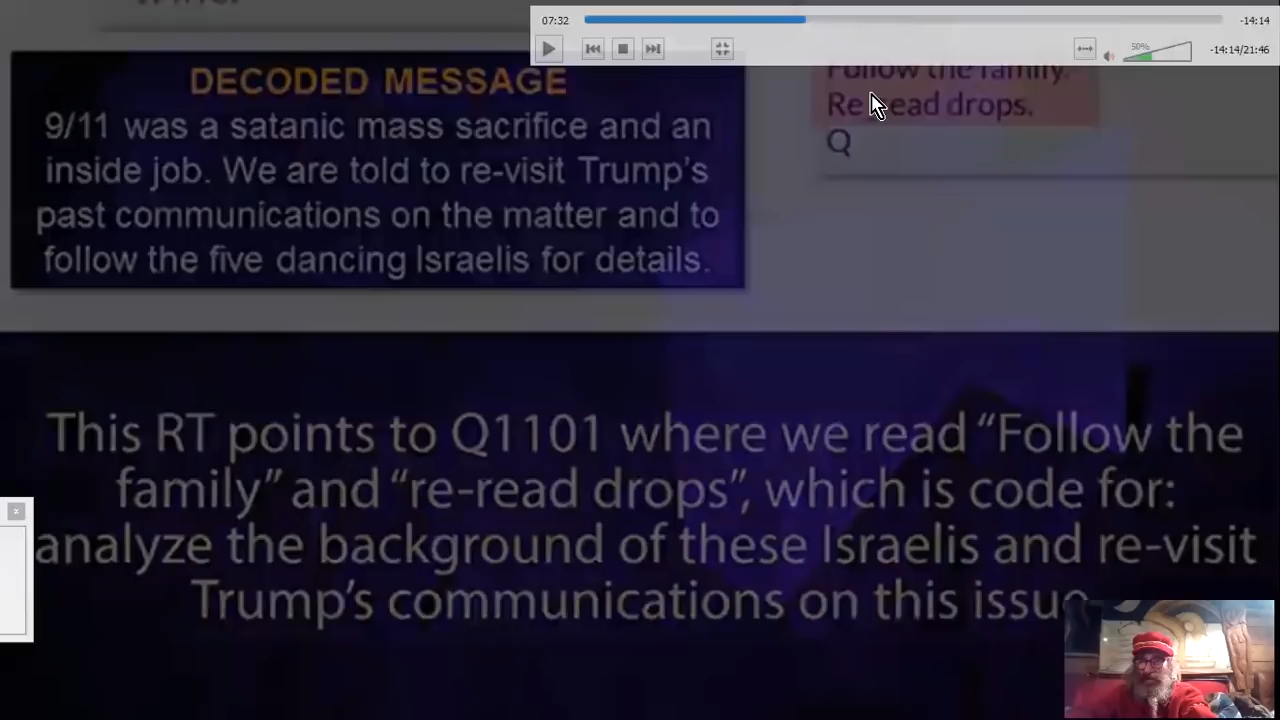 07:32
-14:14
50%
-14:14/21:46
DECODED MESSAGE
9/11 was a satanic mass sacrifice and an
inside job. We are told to re-visit Trump's
past communications on the matter and to
follow the five dancing Israelis for details.
Follow the family.
Re read drops.
Q
This RT points to Q1101 where we read “Follow the
family” and “re-read drops”, which is code for:
analyze the background of these Israelis and re-visit
Trump's communications on this issue